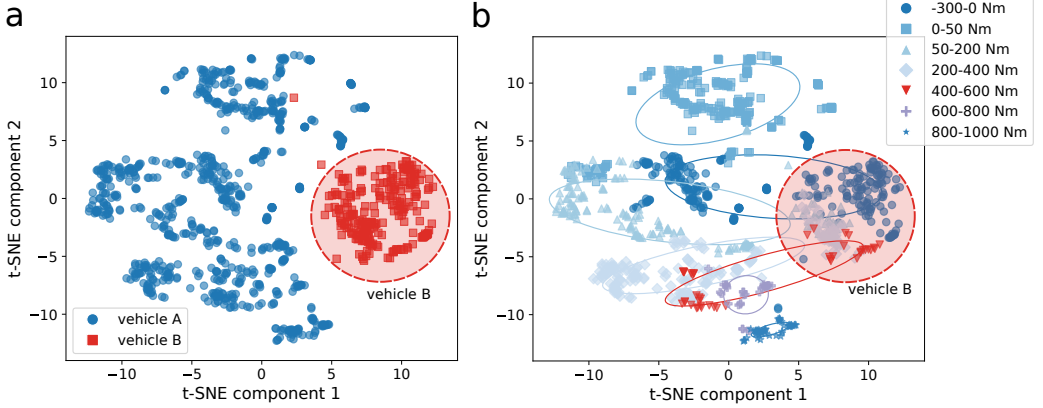 a
t-SNE component 2
10
5
0
−5
−10
vehicle B
vehicle A
vehicle B
−10
−5
0
5
10
t-SNE component 1
b
-300-0 Nm
0-50 Nm
50-200 Nm
200-400 Nm
400-600 Nm
600-800 Nm
800-1000 Nm
t-SNE component 2
10
5
0
−5
−10
vehicle B
−10
−5
0
5
10
t-SNE component 1